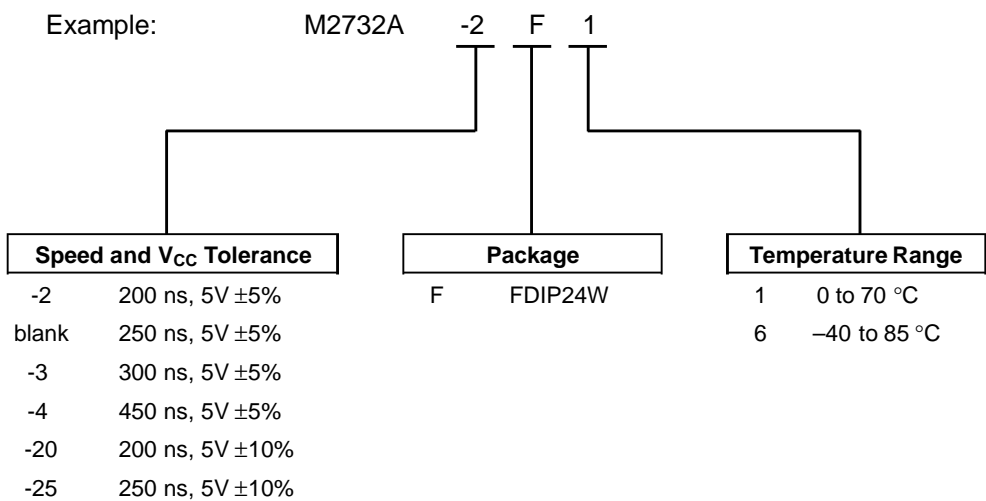 Example: M2732A -2 F 1
Speed and VCC Tolerance
-2 200 ns, 5V ±5%
blank 250 ns, 5V ±5%
-3 300 ns, 5V ±5%
-4 450 ns, 5V ±5%
-20 200 ns, 5V ±10%
-25 250 ns, 5V ±10%
Package
F FDIP24W
Temperature Range
1 0 to 70 °C
6 –40 to 85 °C